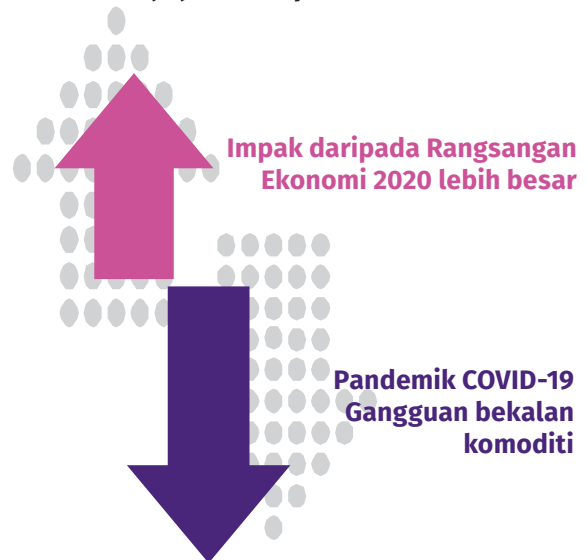 Impak daripada Rangsangan
Ekonomi 2020 lebih besar
Pandemik COVID-19
Gangguan bekalan
komoditi